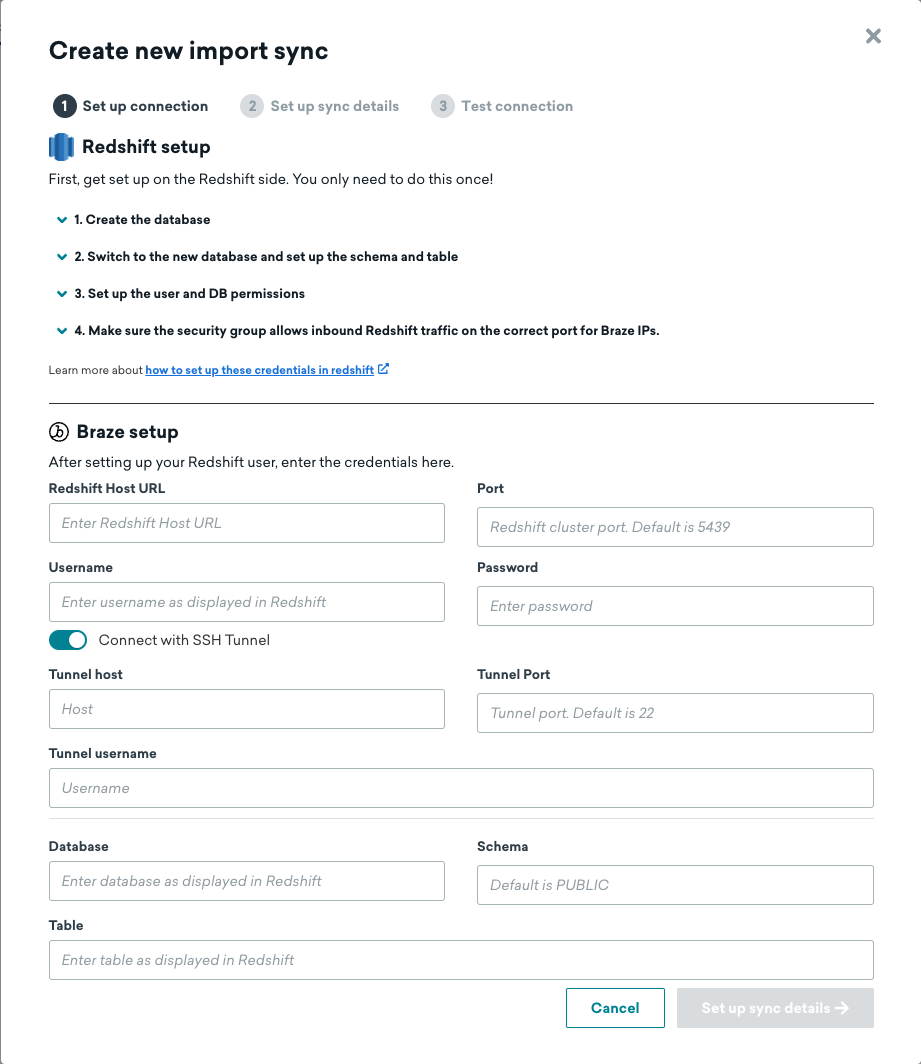 Create new import sync
1 Set up connection 2 Set up sync details 3 Test connection
Redshift setup
First, get set up on the Redshift side. You only need to do this once!
1. Create the database
2. Switch to the new database and set up the schema and table
3. Set up the user and DB permissions
4. Make sure the security group allows inbound Redshift traffic on the correct port for Braze IPs.
Learn more about how to set up these credentials in redshift
b Braze setup
After setting up your Redshift user, enter the credentials here.
Redshift Host URL Port
Enter Redshift Host URL Redshift cluster port. Default is 5439
Username Password
Enter username as displayed in Redshift Enter password
Connect with SSH Tunnel
Tunnel host Tunnel Port
Host Tunnel port. Default is 22
Tunnel username
Username
Database Schema
Enter database as displayed in Redshift Default is PUBLIC
Table
Enter table as displayed in Redshift
Cancel Set up sync details